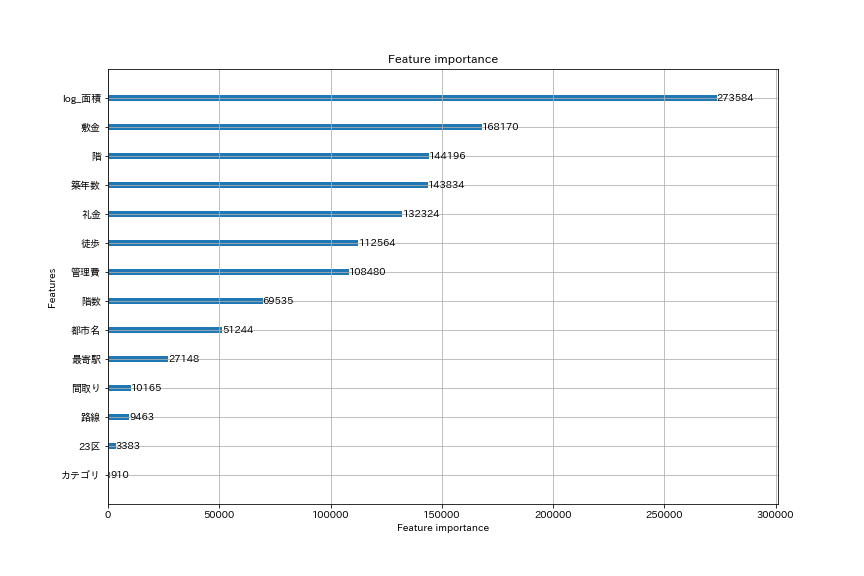 Feature importance
log_面積 273584
敷金 168170
階 144196
築年数 143834
礼金 132324
徒歩 112564
管理費 108480
階数 69535
都市名 51244
最寄駅 27148
間取り 10165
路線 9463
23区 3383
カテゴリ 910
Features
0 50000 100000 150000 200000 250000 300000
Feature importance